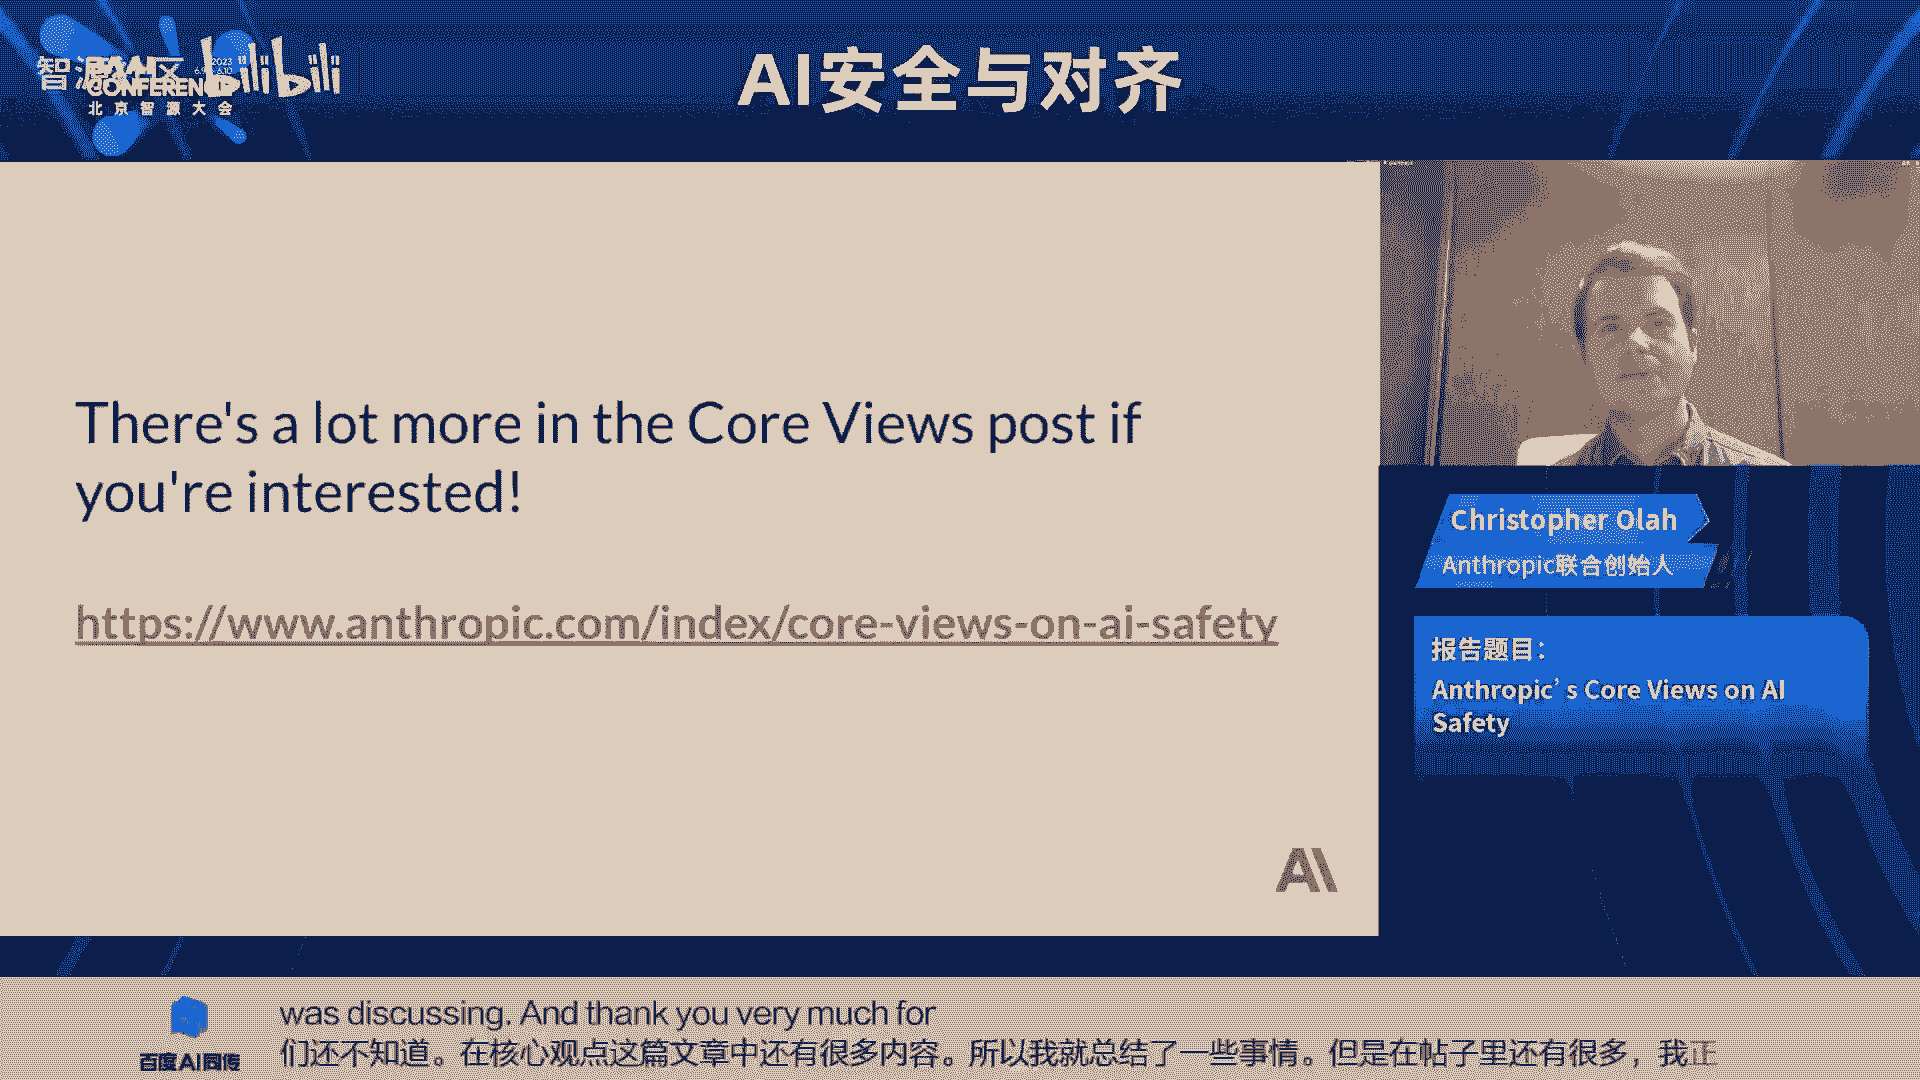 2023
CONFERENCE
北京智源大会
bilibili
AI安全与对齐
There's a lot more in the Core Views post if
you're interested!
https://www.anthropic.com/index/core-views-on-ai-safety
AI
Christopher Olah
Anthropic联合创始人
报告题目：
Anthropic’s Core Views on AI
Safety
was discussing. And thank you very much for
们还不知道。在核心观点这篇文章中还有很多内容。所以我就总结了一些事情。但是在帖子里还有很多，我正
百度AI同传